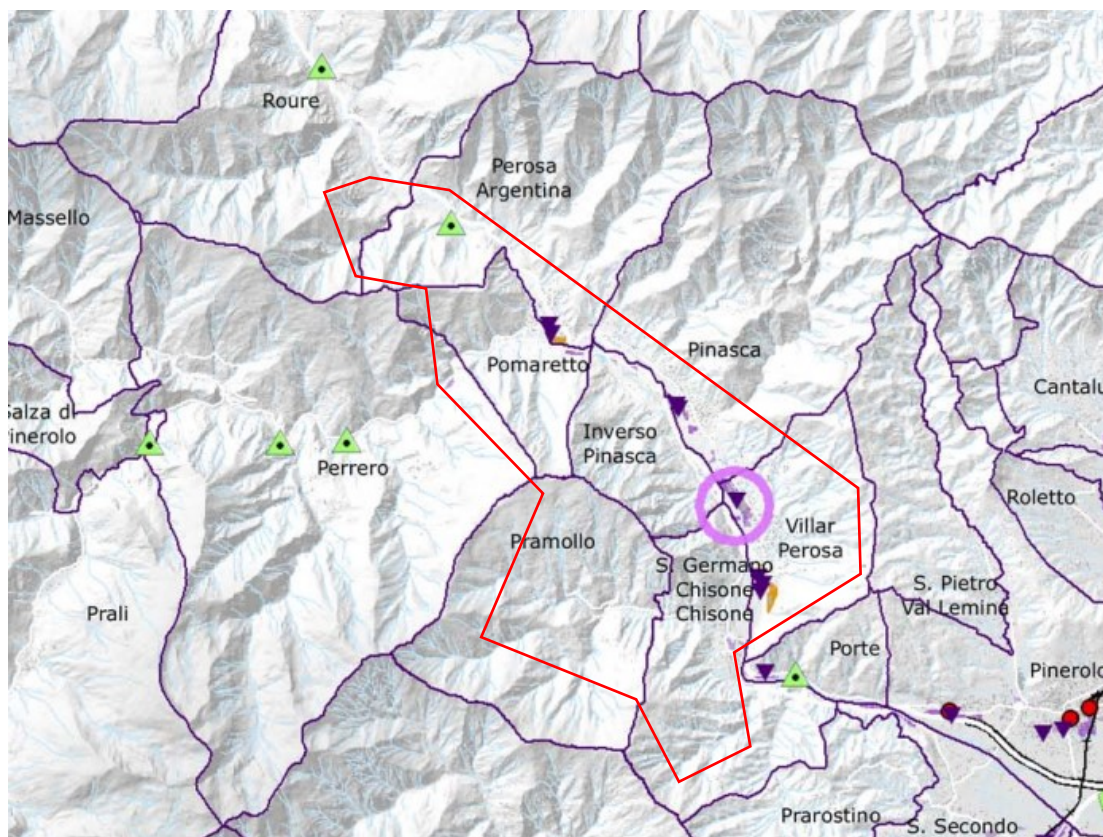 Roure
Perosa
Argentina
Massello
Pinasca
Pomaretto
Cantalu
Salza di
Pinerolo
Inverso
Pinasca
Perrero
Roletto
Villar
Perosa
Pramollo
S. Germano
Chisone
Chisone
S. Pietro
Val Lemina
Prali
Porte
Pinerolo
Prarostino
S. Secondo